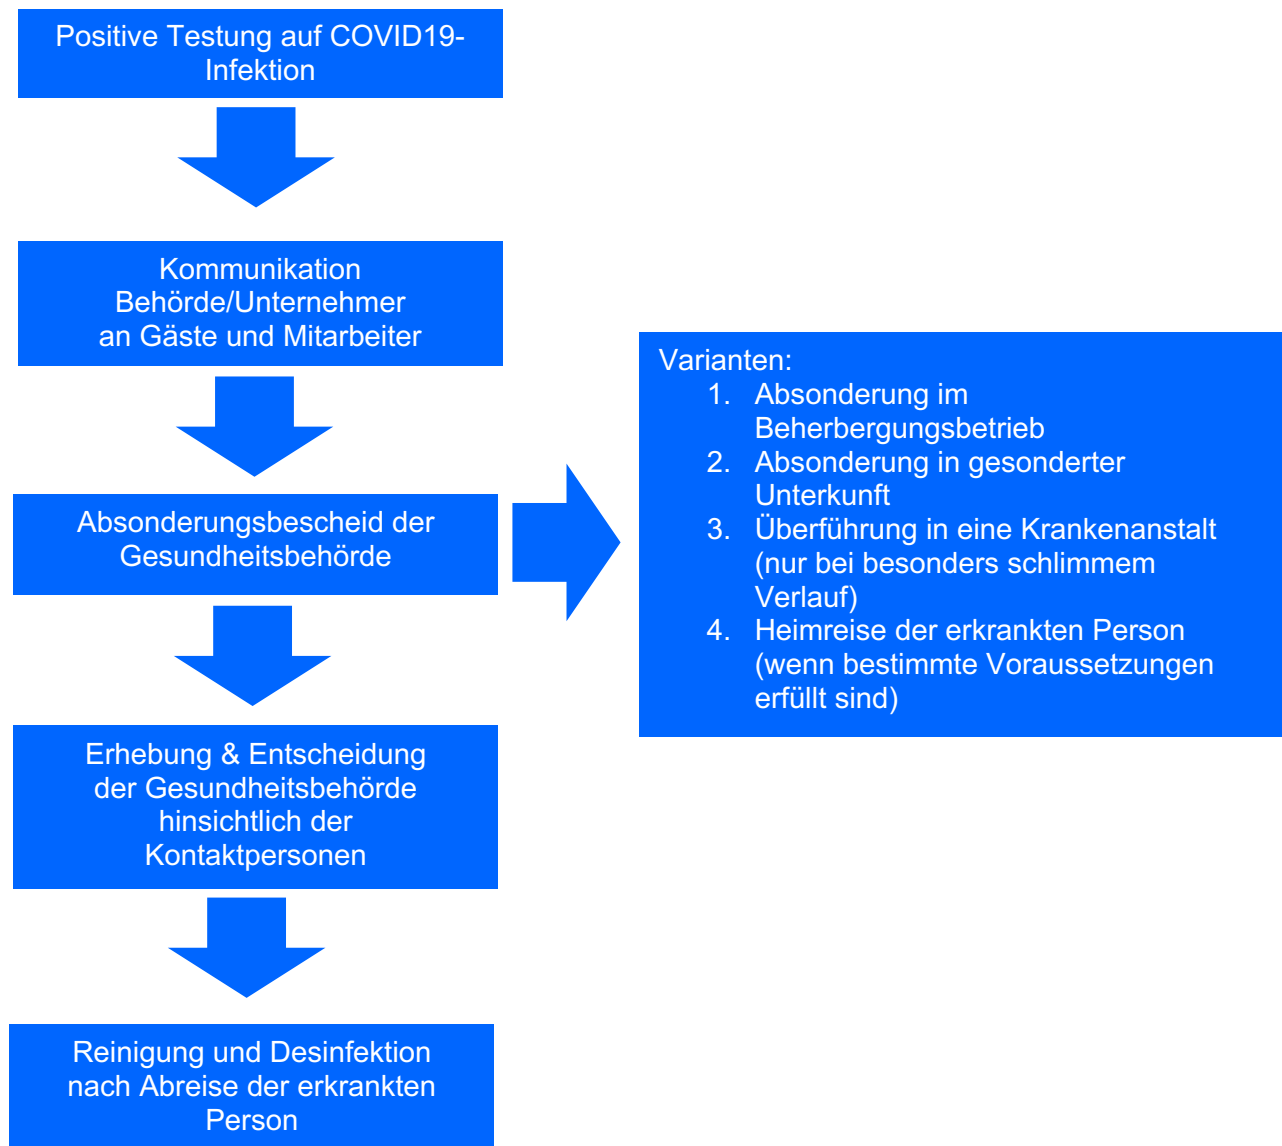 Positive Testung auf COVID19-
Infektion
Kommunikation
Behörde/Unternehmer
an Gäste und Mitarbeiter
Absonderungsbescheid der
Gesundheitsbehörde
Varianten:
1. Absonderung im
Beherbergungsbetrieb
2. Absonderung in gesonderter
Unterkunft
3. Überführung in eine Krankenanstalt
(nur bei besonders schlimmem
Verlauf)
4. Heimreise der erkrankten Person
(wenn bestimmte Voraussetzungen
erfüllt sind)
Erhebung & Entscheidung
der Gesundheitsbehörde
hinsichtlich der
Kontaktpersonen
Reinigung und Desinfektion
nach Abreise der erkrankten
Person